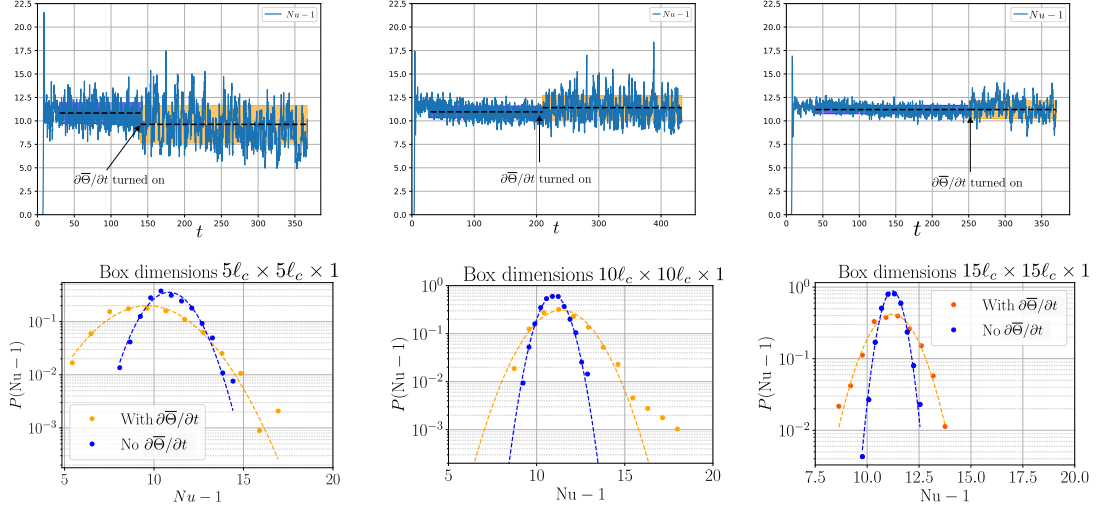 22.5
20.0
17.5
15.0
12.5
10.0
7.5
5.0
2.5
0.0
Nu − 1
∂Θ̅/∂t turned on
0 50 100 150 200 250 300 350
t
22.5
20.0
17.5
15.0
12.5
10.0
7.5
5.0
2.5
0.0
Nu − 1
∂Θ̅/∂t turned on
0 100 200 300 400
t
22.5
20.0
17.5
15.0
12.5
10.0
7.5
5.0
2.5
0.0
Nu − 1
∂Θ̅/∂t turned on
0 50 100 150 200 250 300 350
t
Box dimensions 5ℓc × 5ℓc × 1
P(Nu − 1)
10⁻¹
10⁻²
10⁻³
With ∂Θ̅/∂t
No ∂Θ̅/∂t
5 10 15 20
Nu − 1
Box dimensions 10ℓc × 10ℓc × 1
P(Nu − 1)
10⁰
10⁻¹
10⁻²
10⁻³
5 10 15 20
Nu − 1
Box dimensions 15ℓc × 15ℓc × 1
P(Nu − 1)
10⁰
10⁻¹
10⁻²
With ∂Θ̅/∂t
No ∂Θ̅/∂t
7.5 10.0 12.5 15.0 17.5 20.0
Nu − 1